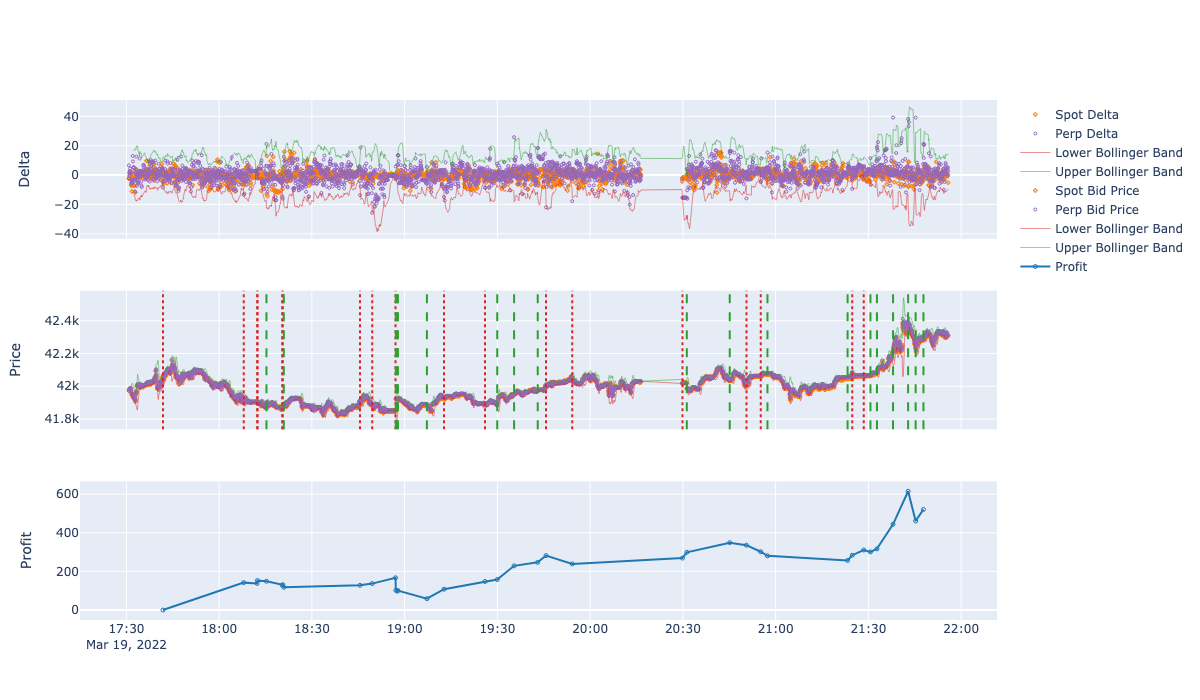 Delta
40
20
0
−20
−40
Spot Delta
Perp Delta
Lower Bollinger Band
Upper Bollinger Band
Spot Bid Price
Perp Bid Price
Lower Bollinger Band
Upper Bollinger Band
Profit
Price
42.4k
42.2k
42k
41.8k
Profit
600
400
200
0
17:30 18:00 18:30 19:00 19:30 20:00 20:30 21:00 21:30 22:00
Mar 19, 2022